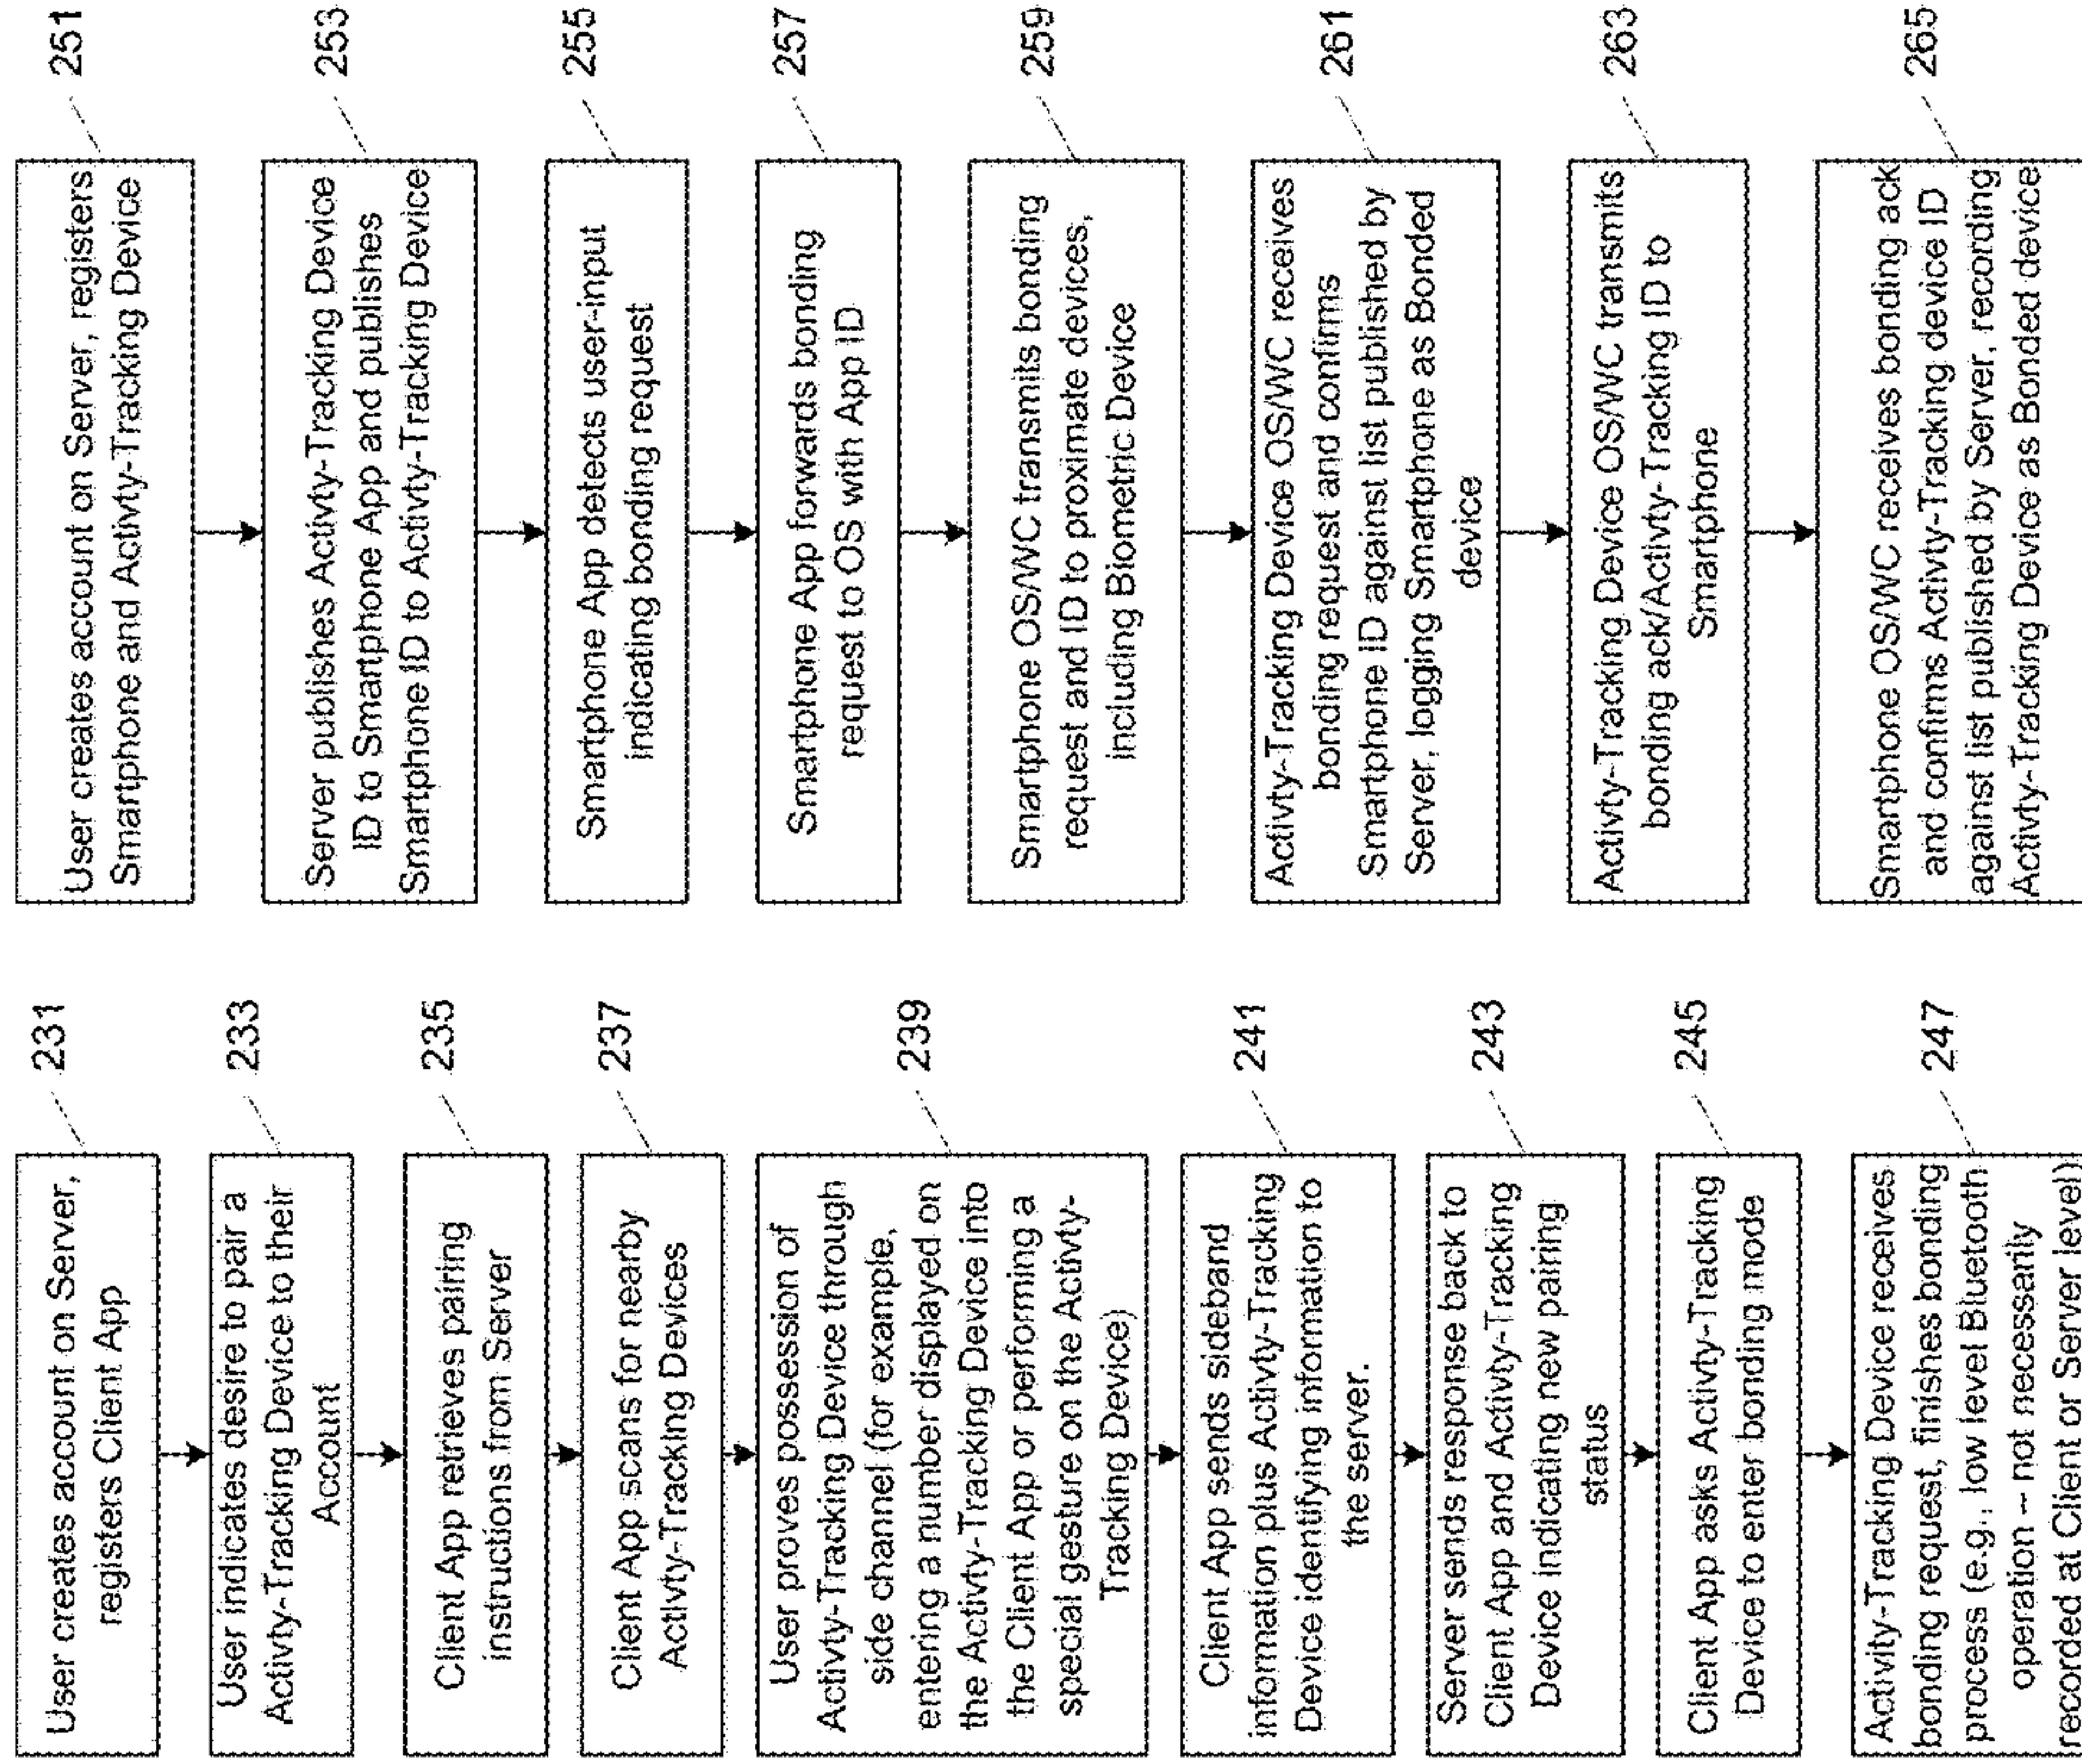 User creates account on Server,
registers Client App
231
User indicates desire to pair a
Activity-Tracking Device to their
Account
233
Client App retrieves pairing
instructions from Server
235
Client App scans for nearby
Activty-Tracking Devices
237
User proves possession of
Activty-Tracking Device through
side channel (for example,
entering a number displayed on
the Activty-Tracking Device into
the Client App or performing a
special gesture on the Activty-
Tracking Device)
239
Client App sends sideband
information plus Activty-Tracking
Device identifying information to
the server.
241
Server sends response back to
Client App and Activty-Tracking
Device indicating new pairing
status
243
Client App asks Activty-Tracking
Device to enter bonding mode
245
Activty-Tracking Device receives
bonding request, finishes bonding
process (e.g., low level Bluetooth
operation -- not necessarily
recorded at Client or Server level)
247
User creates account on Server, registers
Smartphone and Activty-Tracking Device
251
Server publishes Activty-Tracking Device
ID to Smartphone App and publishes
Smartphone ID to Activty-Tracking Device
253
Smartphone App detects user-input
indicating bonding request
255
Smartphone App forwards bonding
request to OS with App ID
257
Smartphone OS/WC transmits bonding
request and ID to proximate devices,
including Biometric Device
259
Activty-Tracking Device OS/WC receives
bonding request and confirms
Smartphone ID against list published by
Server, logging Smartphone as Bonded
device
261
Activty-Tracking Device OS/WC transmits
bonding ack/Activty-Tracking ID to
Smartphone
263
Smartphone OS/WC receives bonding ack
and confirms Activty-Tracking device ID
against list published by Server, recording
Activty-Tracking Device as Bonded device
265